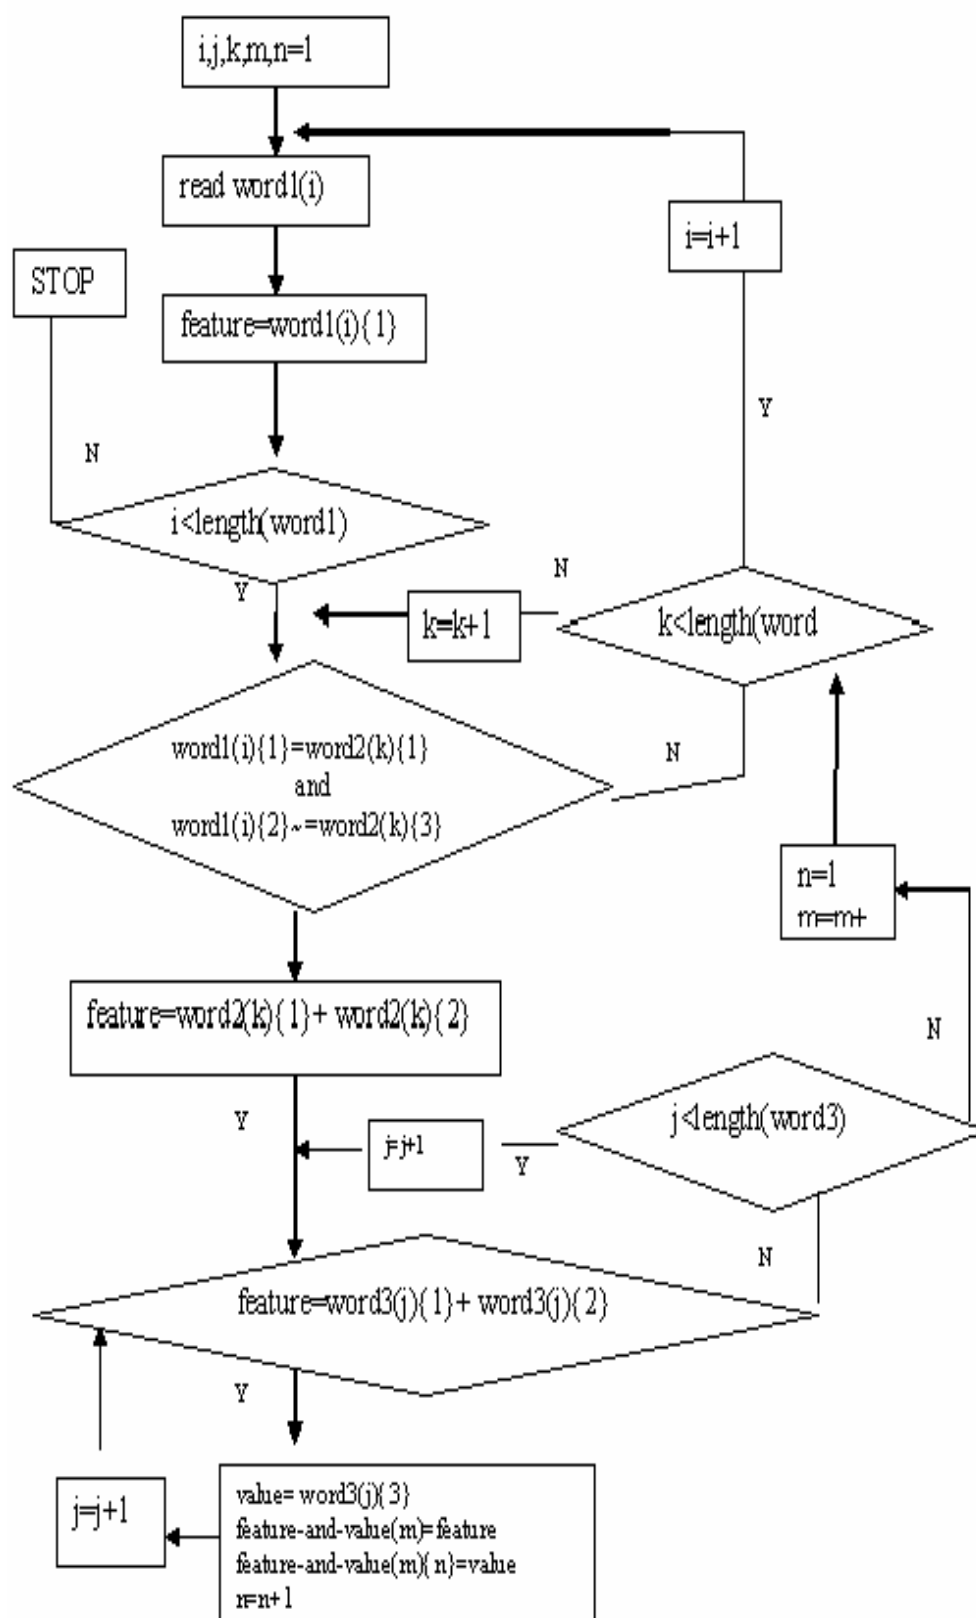 i,j,k,m,n=1
read word1(i)
i=i+1
STOP
feature=word1(i){1}
Y
N
i<length(word1)
Y
N
k=k+1
k<length(word
word1(i){1}=word2(k){1}
and
word1(i){2}~=word2(k){3}
N
n=1
m=m+
feature=word2(k){1}+ word2(k){2}
N
Y
j=j+1
Y
j<length(word3)
N
feature=word3(j){1}+ word3(j){2}
Y
j=j+1
value= word3(j){3}
feature-and-value(m)=feature
feature-and-value(m){n}=value
n=n+1